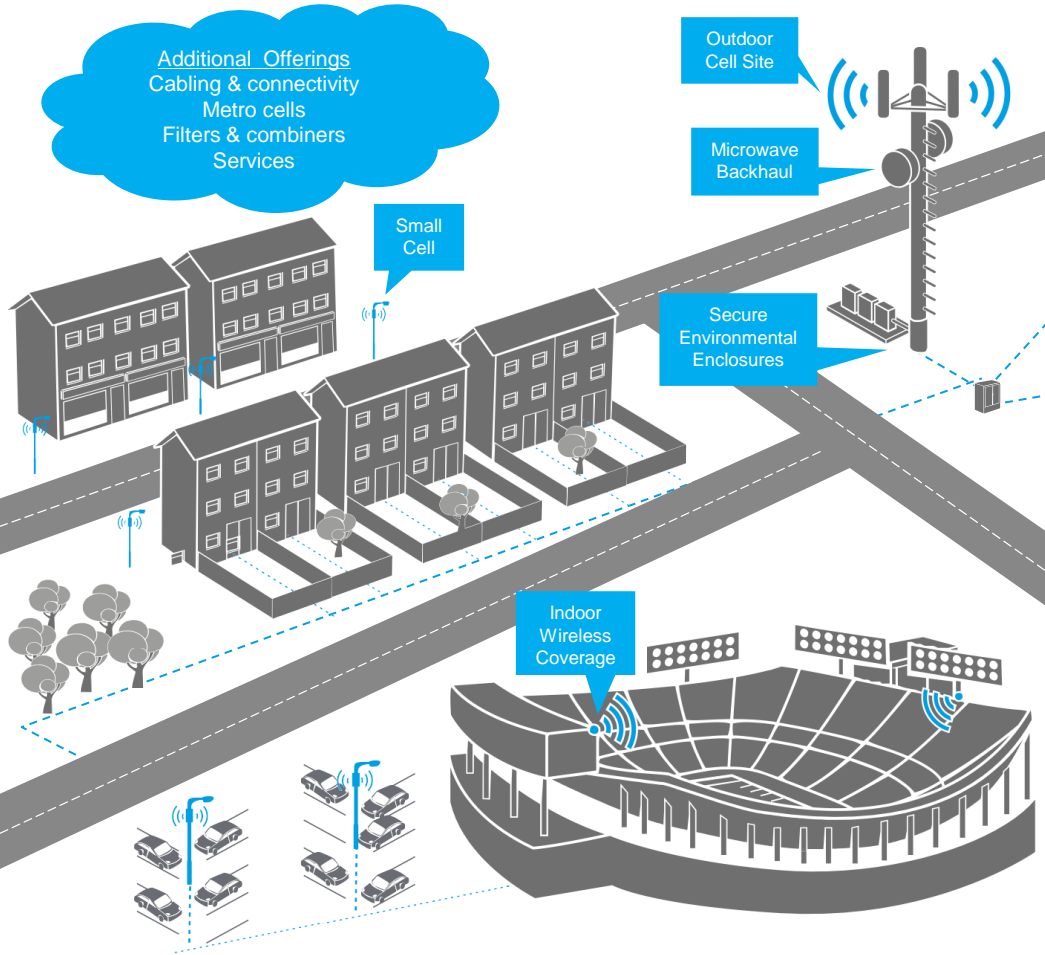 Additional Offerings
Cabling & connectivity
Metro cells
Filters & combiners
Services
Outdoor
Cell Site
Microwave
Backhaul
Small
Cell
Secure
Environmental
Enclosures
Indoor
Wireless
Coverage